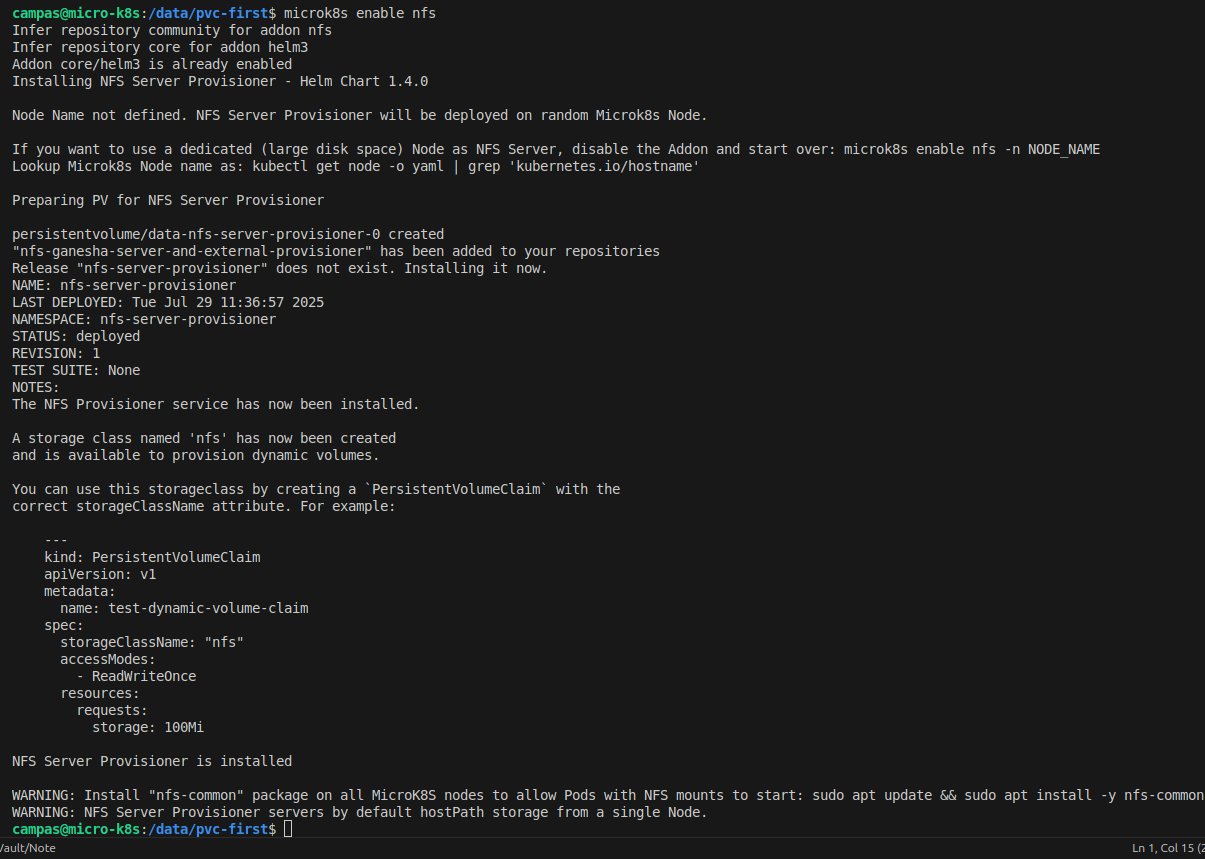 campas@micro-k8s:/data/pvc-first$ microk8s enable nfs
Infer repository community for addon nfs
Infer repository core for addon helm3
Addon core/helm3 is already enabled
Installing NFS Server Provisioner - Helm Chart 1.4.0
Node Name not defined. NFS Server Provisioner will be deployed on random Microk8s Node.
If you want to use a dedicated (large disk space) Node as NFS Server, disable the Addon and start over: microk8s enable nfs -n NODE_NAME
Lookup Microk8s Node name as: kubectl get node -o yaml | grep 'kubernetes.io/hostname'
Preparing PV for NFS Server Provisioner
persistentvolume/data-nfs-server-provisioner-0 created
"nfs-ganesha-server-and-external-provisioner" has been added to your repositories
Release "nfs-server-provisioner" does not exist. Installing it now.
NAME: nfs-server-provisioner
LAST DEPLOYED: Tue Jul 29 11:36:57 2025
NAMESPACE: nfs-server-provisioner
STATUS: deployed
REVISION: 1
TEST SUITE: None
NOTES:
The NFS Provisioner service has now been installed.
A storage class named 'nfs' has now been created
and is available to provision dynamic volumes.
You can use this storageclass by creating a `PersistentVolumeClaim` with the
correct storageClassName attribute. For example:
    ---
    kind: PersistentVolumeClaim
    apiVersion: v1
    metadata:
      name: test-dynamic-volume-claim
    spec:
      storageClassName: "nfs"
      accessModes:
        - ReadWriteOnce
      resources:
        requests:
          storage: 100Mi
NFS Server Provisioner is installed
WARNING: Install "nfs-common" package on all MicroK8S nodes to allow Pods with NFS mounts to start: sudo apt update && sudo apt install -y nfs-common
WARNING: NFS Server Provisioner servers by default hostPath storage from a single Node.
campas@micro-k8s:/data/pvc-first$
/ault/Note
Ln 1, Col 15 (2